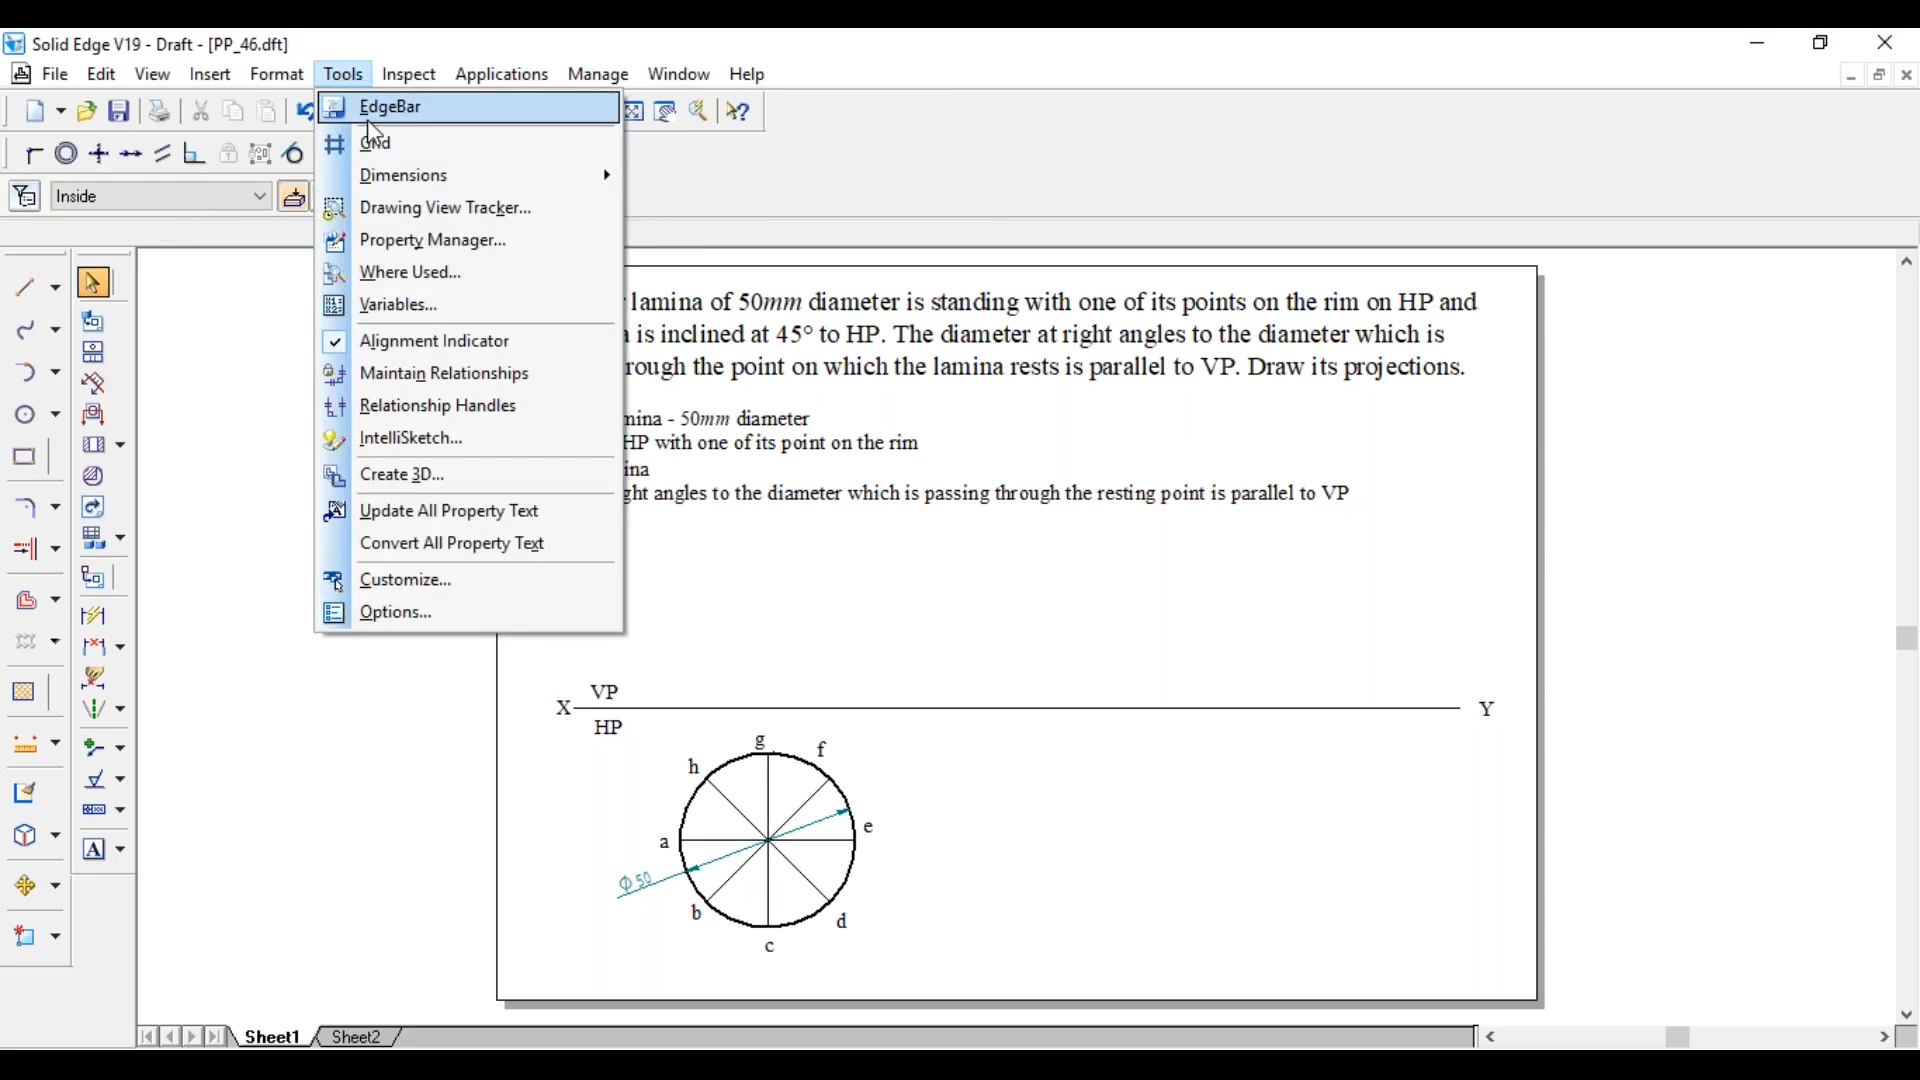 Solid Edge V19 - Draft - [PP_46.dft]
File Edit View Insert Format Tools Inspect Applications Manage Window Help
EdgeBar
Grid
Dimensions
Drawing View Tracker...
Property Manager...
Where Used...
Variables...
Alignment Indicator
Maintain Relationships
Relationship Handles
IntelliSketch...
Create 3D...
Update All Property Text
Convert All Property Text
Customize...
Options...
Inside
lamina of 50mm diameter is standing with one of its points on the rim on HP and
is inclined at 45° to HP. The diameter at right angles to the diameter which is
rough the point on which the lamina rests is parallel to VP. Draw its projections.
mina - 50mm diameter
HP with one of its point on the rim
ina
ght angles to the diameter which is passing through the resting point is parallel to VP
VP
X
Y
HP
g
f
h
e
a
Φ 50
b
d
c
A
Sheet1 Sheet2